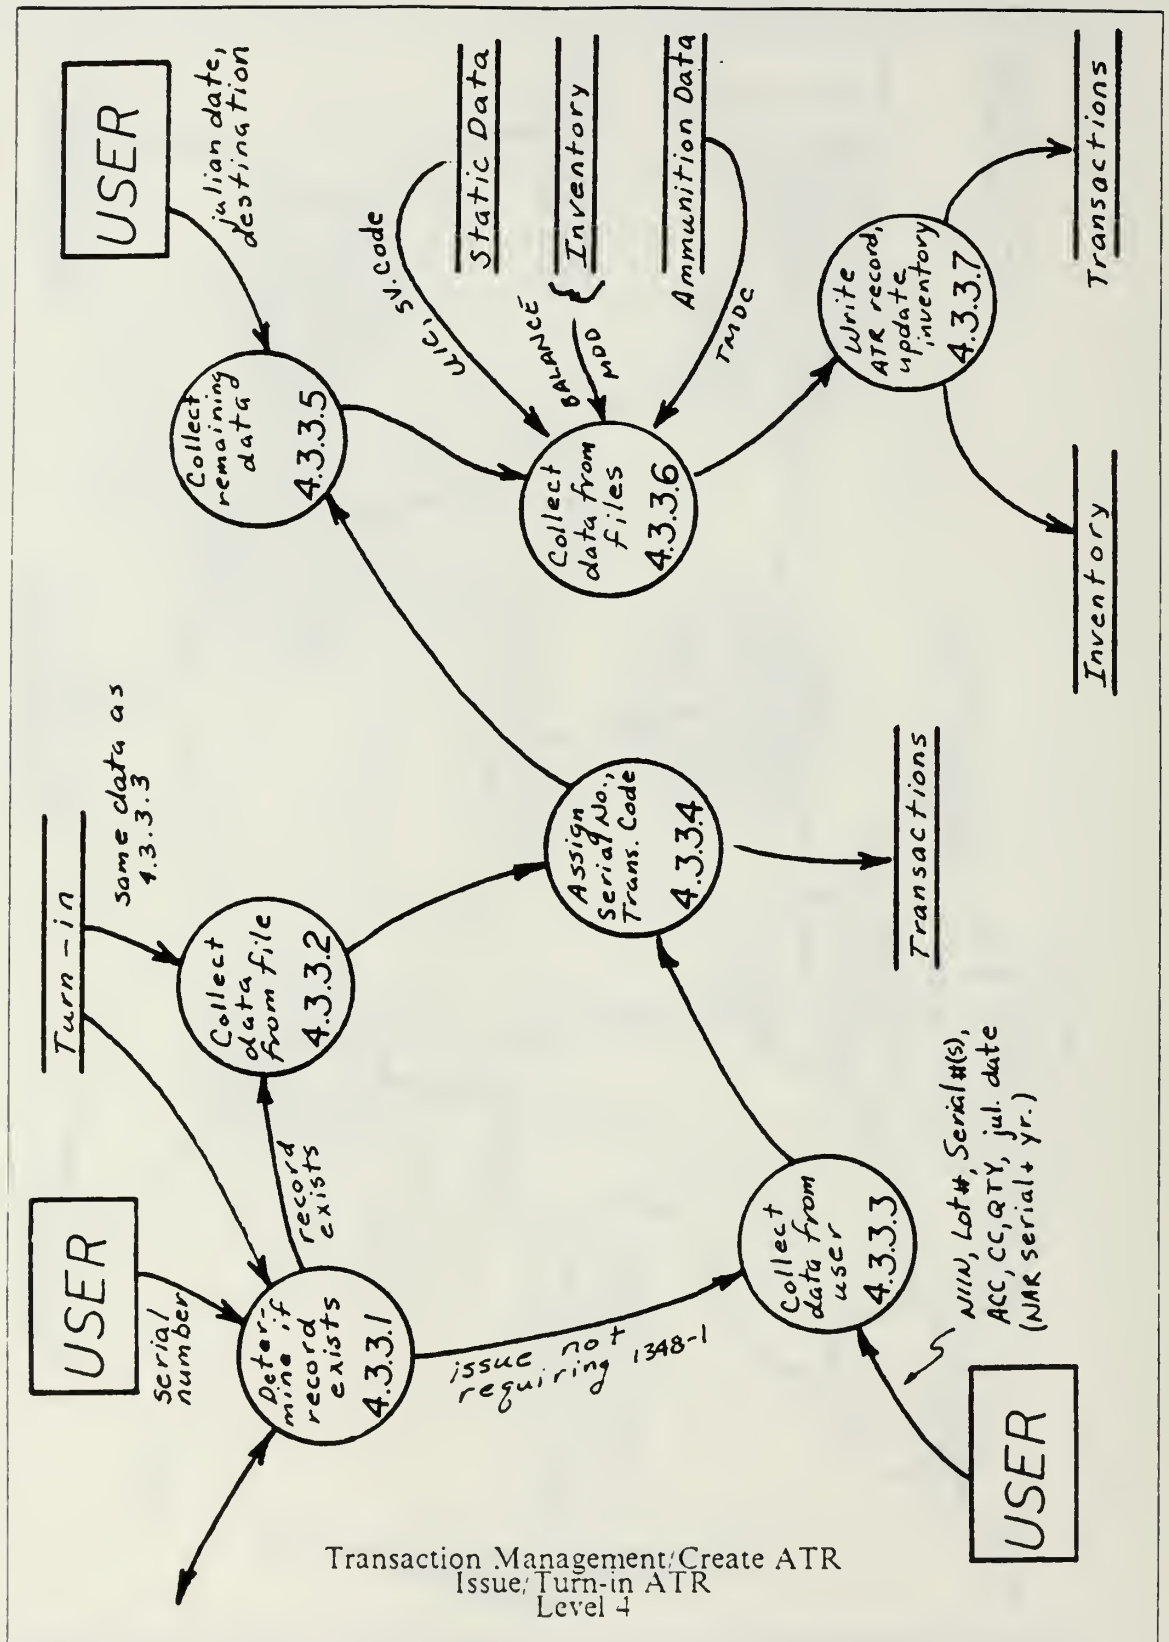 USER
serial
number
Deter-
mine if
record
exists
4.3.3.1
Turn-in
same data as
4.3.3.3
record
exists
Collect
data
from file
4.3.3.2
issue not
requiring 1348-1
USER
NIIN, Lot#, Serial#(s),
ACC, CC, QTY, jul. date
(NAR serial + yr.)
Collect
data from
user
4.3.3.3
Assign
Serial No.,
Trans. Code
4.3.3.4
Transactions
USER
julian date,
destination
Collect
remaining
data
4.3.3.5
UIC, SV. Code
Static Data
BALANCE
MDD
Inventory
Ammunition Data
TMDC
Collect
data from
files
4.3.3.6
Write
ATR record,
update
inventory
4.3.3.7
Inventory
Transactions
Transaction Management/Create ATR
Issue/Turn-in ATR
Level 4